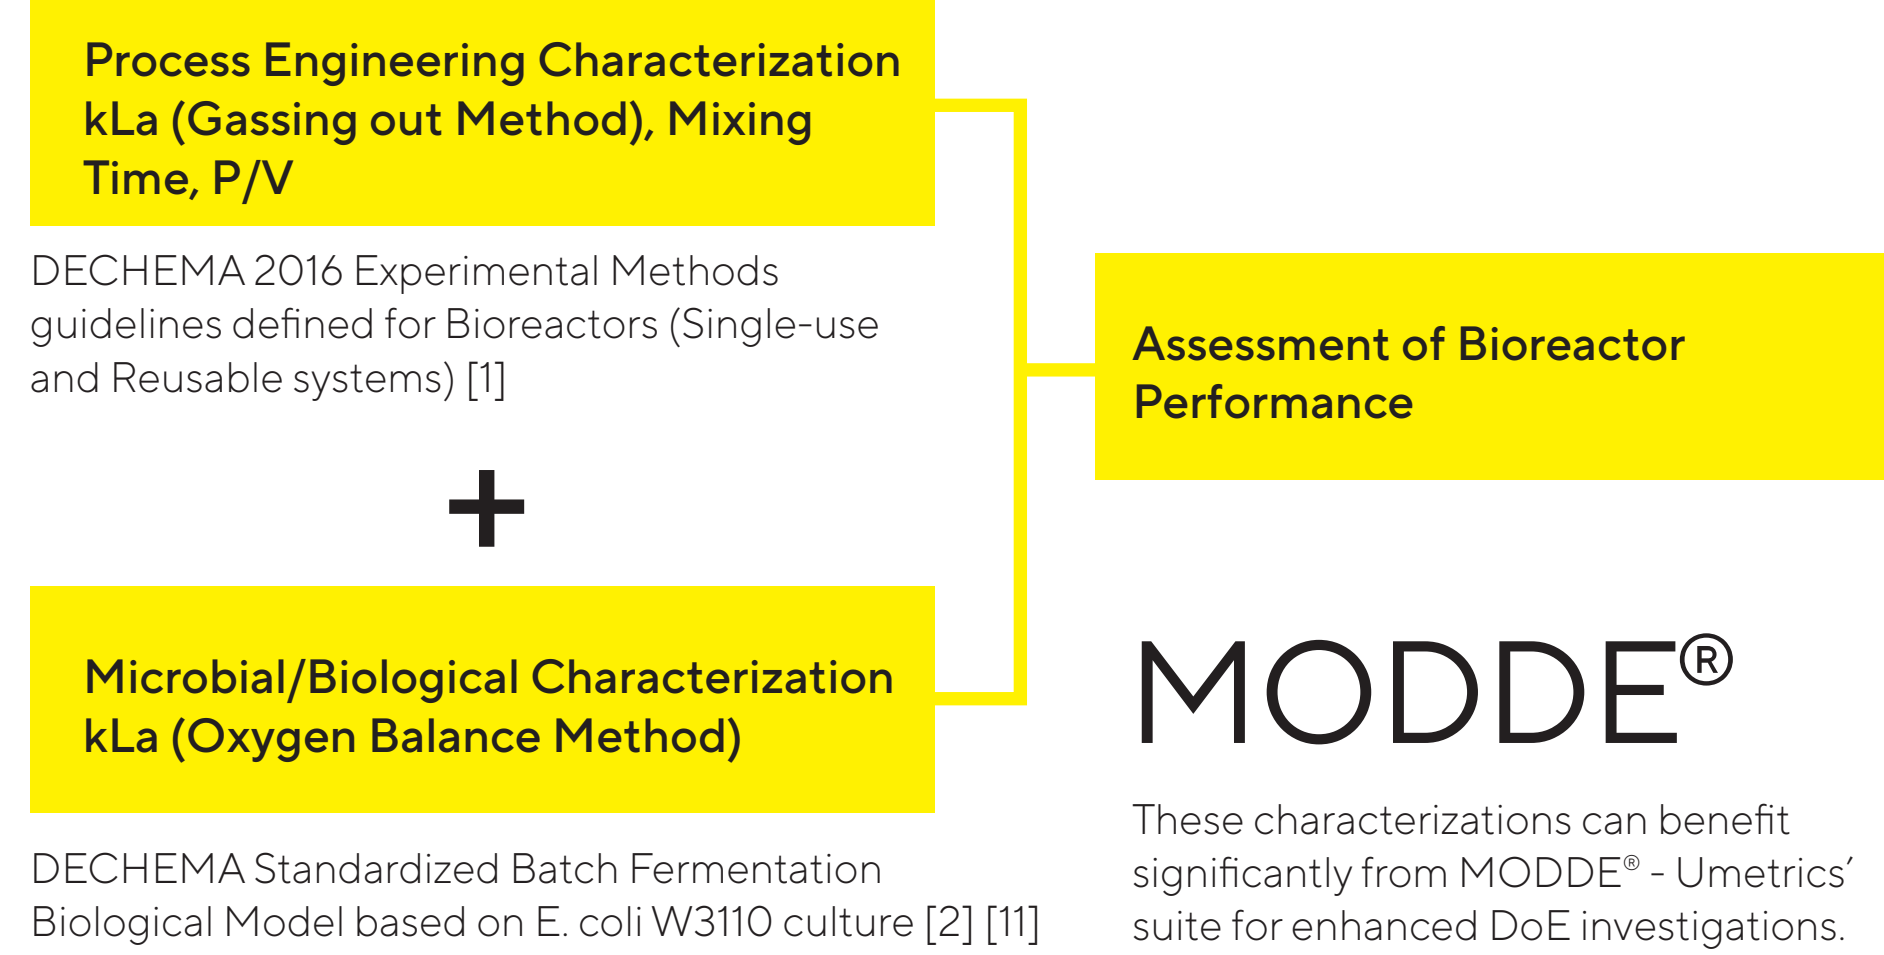 Process Engineering Characterization
kLa (Gassing out Method), Mixing
Time, P/V
DECHEMA 2016 Experimental Methods
guidelines defined for Bioreactors (Single-use
and Reusable systems) [1]
+
Microbial/Biological Characterization
kLa (Oxygen Balance Method)
DECHEMA Standardized Batch Fermentation
Biological Model based on E. coli W3110 culture [2] [11]
Assessment of Bioreactor
Performance
MODDE®
These characterizations can benefit
significantly from MODDE® - Umetrics’
suite for enhanced DoE investigations.